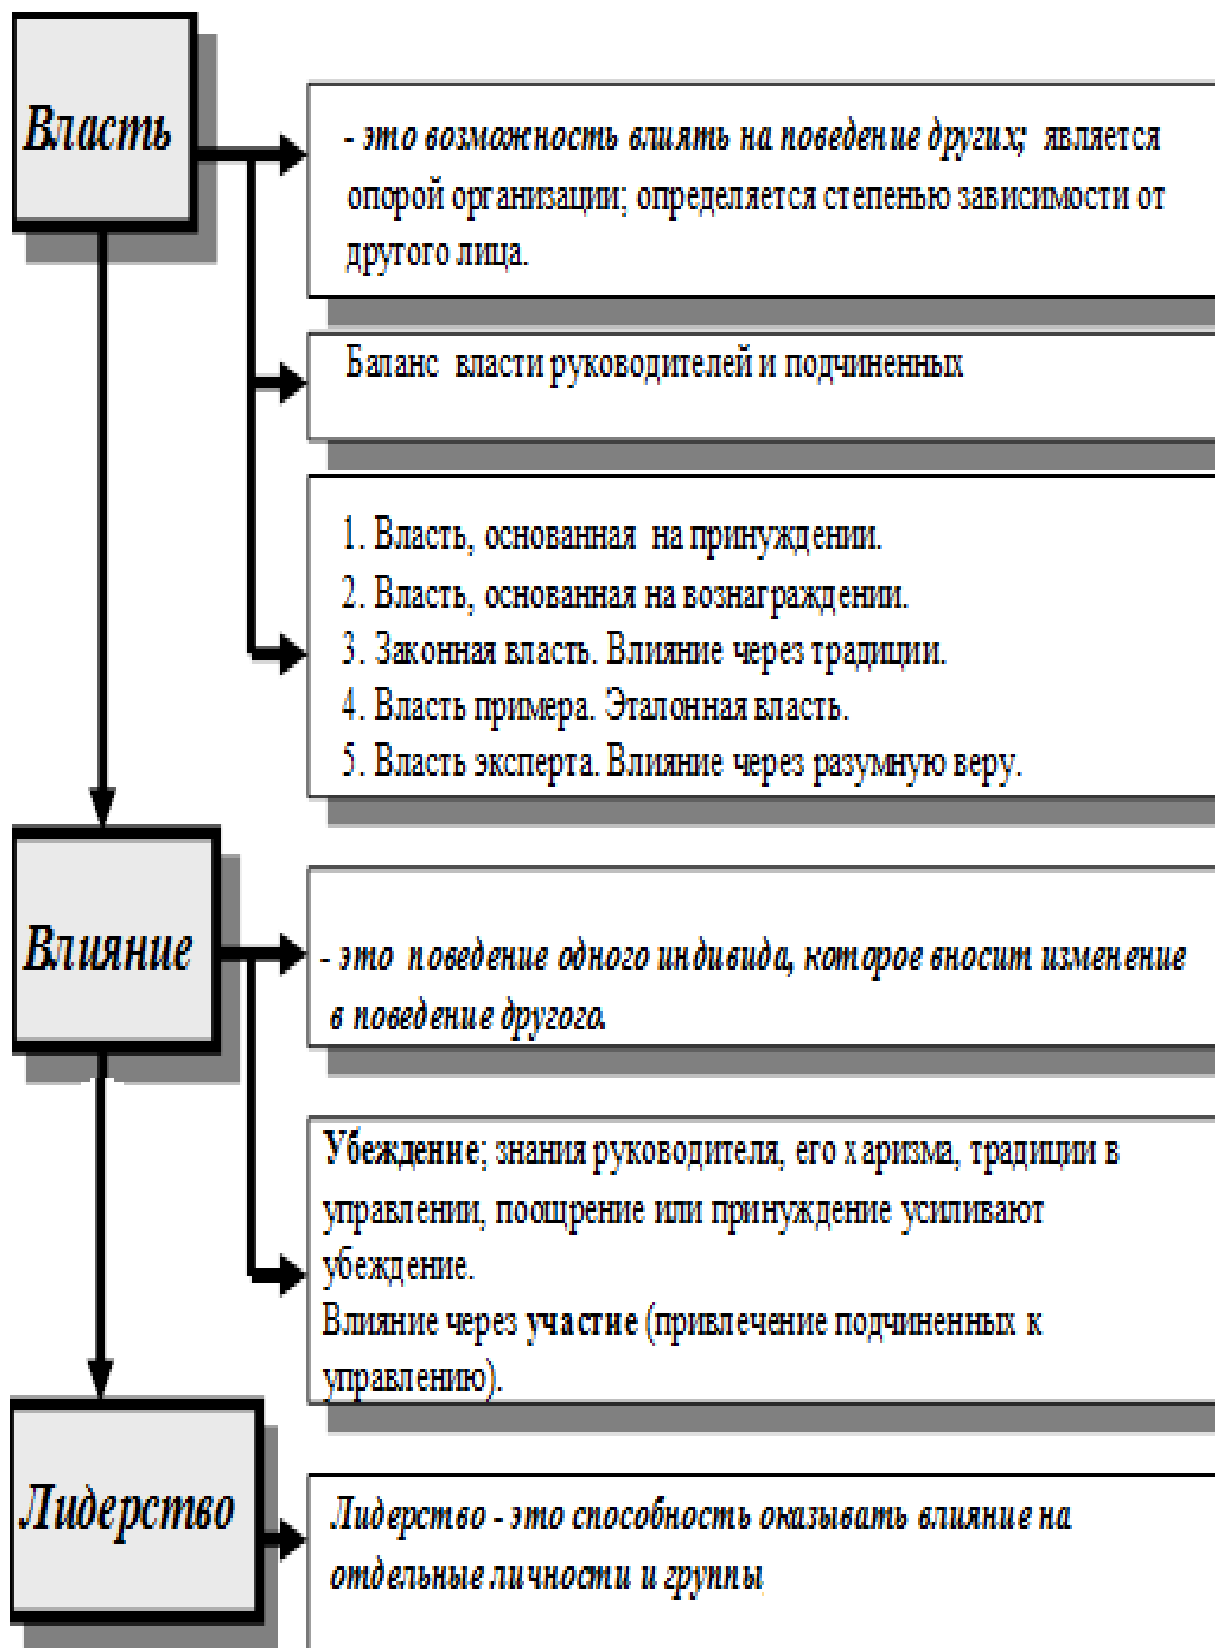 Власть
- это возможность влиять на поведение других; является
опорой организации; определяется степенью зависимости от
другого лица.
Баланс власти руководителей и подчиненных
1. Власть, основанная на принуждении.
2. Власть, основанная на вознаграждении.
3. Законная власть. Влияние через традиции.
4. Власть примера. Эталонная власть.
5. Власть эксперта. Влияние через разумную веру.
Влияние
- это поведение одного индивида, которое вносит изменение
в поведение другого.
Убеждение; знания руководителя, его харизма, традиции в
управлении, поощрение или принуждение усиливают
убеждение.
Влияние через участие (привлечение подчиненных к
управлению).
Лидерство
Лидерство - это способность оказывать влияние на
отдельные личности и группы